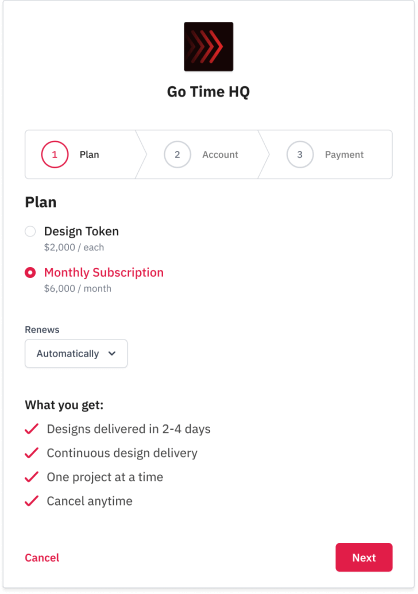 Go Time HQ
1 Plan 2 Account 3 Payment
Plan
Design Token
$2,000 / each
Monthly Subscription
$6,000 / month
Renews
Automatically
What you get:
Designs delivered in 2-4 days
Continuous design delivery
One project at a time
Cancel anytime
Cancel Next